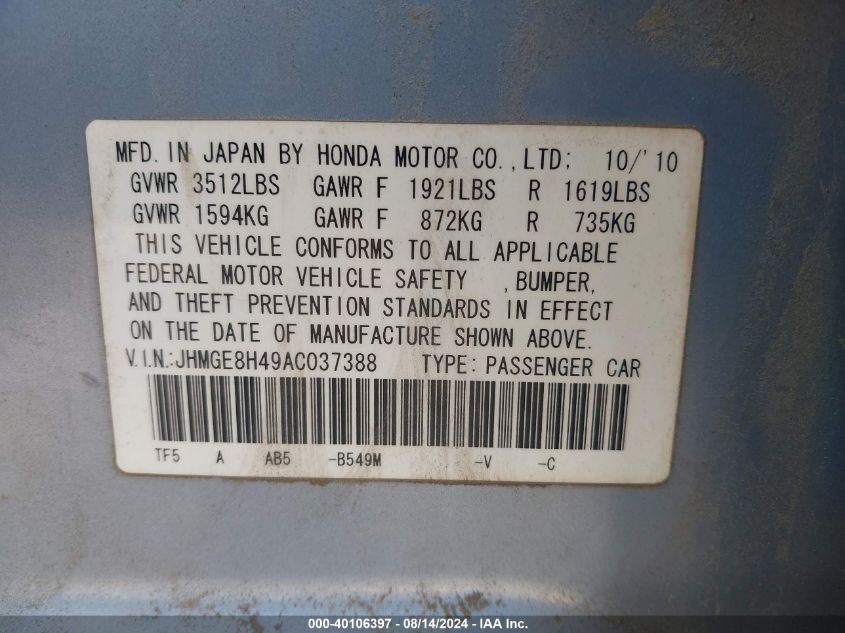 MFD. IN JAPAN BY HONDA MOTOR CO.,LTD; 10/'10
GVWR 3512LBS GAWR F 1921LBS R 1619LBS
GVWR 1594KG GAWR F 872KG R 735KG
THIS VEHICLE CONFORMS TO ALL APPLICABLE
FEDERAL MOTOR VEHICLE SAFETY ,BUMPER,
AND THEFT PREVENTION STANDARDS IN EFFECT
ON THE DATE OF MANUFACTURE SHOWN ABOVE.
V.I.N.:JHMGE8H49AC037388 TYPE: PASSENGER CAR
TF5 A AB5 -B549M -V -C
000-40106397 - 08/14/2024 - IAA Inc.